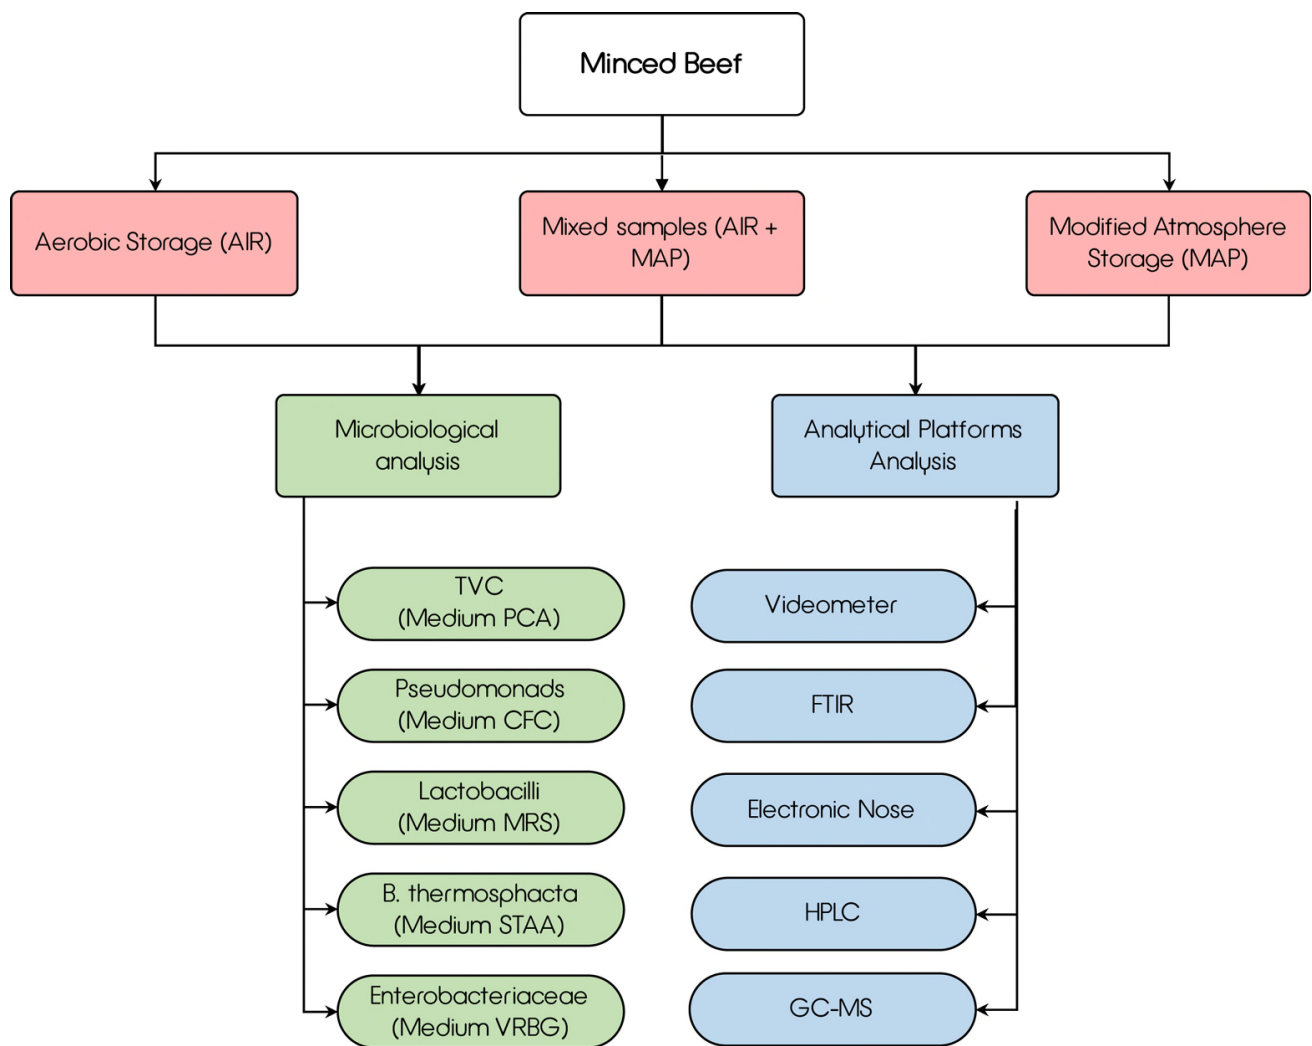 Minced Beef
Aerobic Storage (AIR)
Mixed samples (AIR +
MAP)
Modified Atmosphere
Storage (MAP)
Microbiological
analysis
Analytical Platforms
Analysis
TVC
(Medium PCA)
Pseudomonads
(Medium CFC)
Lactobacilli
(Medium MRS)
B. thermosphacta
(Medium STAA)
Enterobacteriaceae
(Medium VRBG)
Videometer
FTIR
Electronic Nose
HPLC
GC-MS